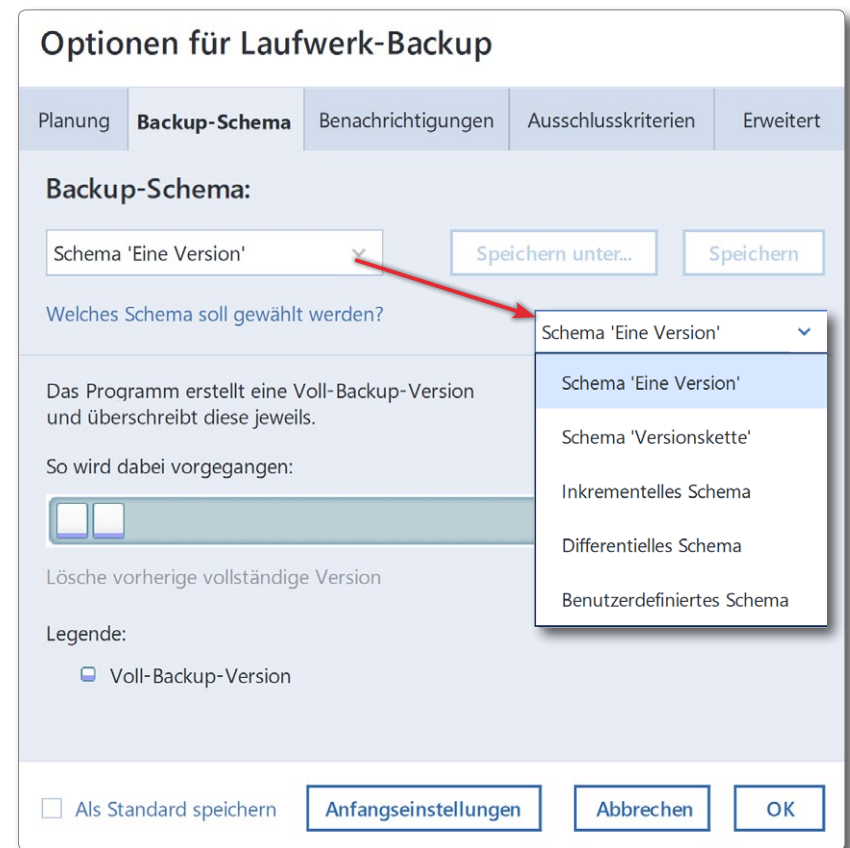 Optionen für Laufwerk-Backup
Planung
Backup-Schema
Benachrichtigungen
Ausschlusskriterien
Erweitert
Backup-Schema:
Schema 'Eine Version'
Speichern unter...
Speichern
Welches Schema soll gewählt werden?
Schema 'Eine Version'
Schema 'Eine Version'
Schema 'Versionskette'
Inkrementelles Schema
Differentielles Schema
Benutzerdefiniertes Schema
Das Programm erstellt eine Voll-Backup-Version
und überschreibt diese jeweils.
So wird dabei vorgegangen:
Lösche vorherige vollständige Version
Legende:
Voll-Backup-Version
Als Standard speichern
Anfangseinstellungen
Abbrechen
OK